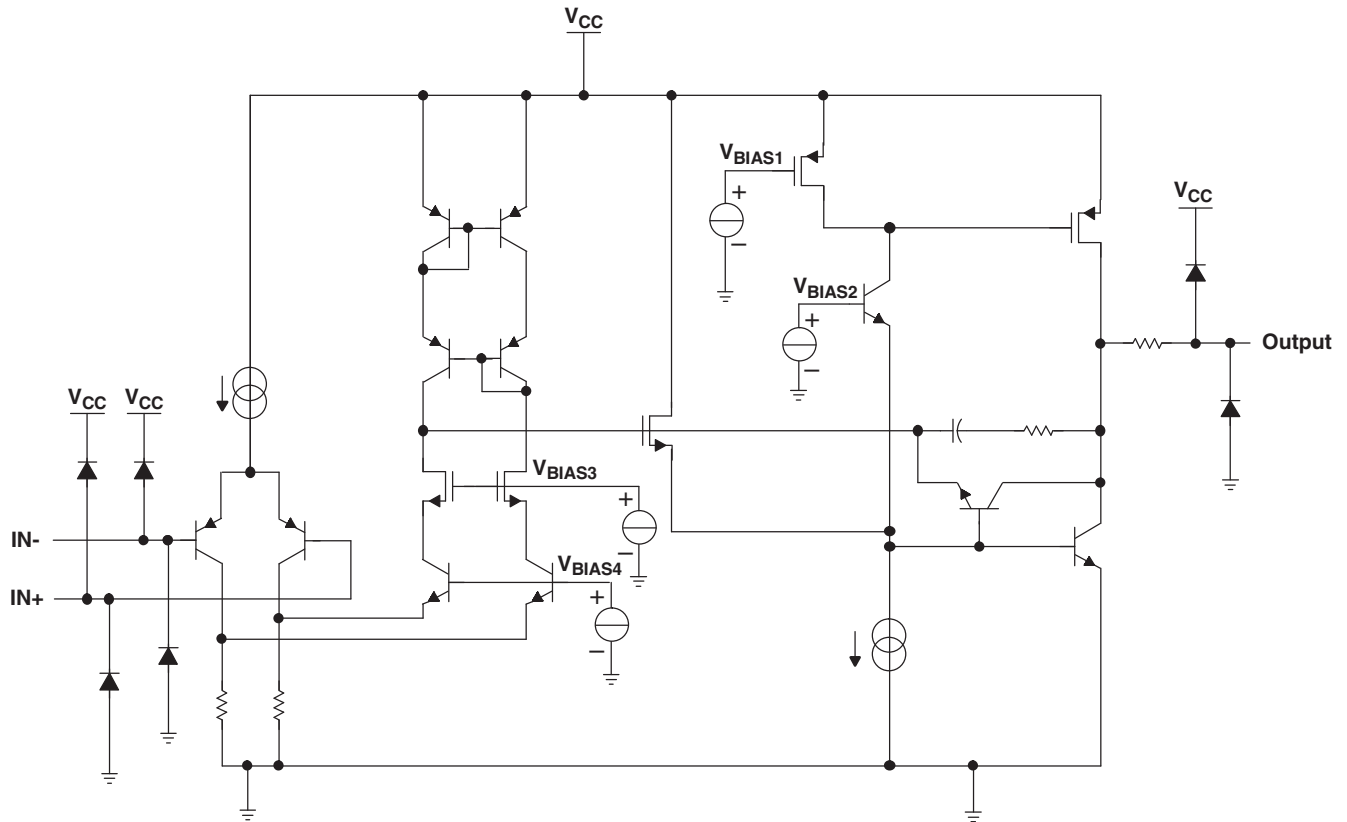 VCC
VBIAS1
VCC
VBIAS2
Output
VCC
VCC
VBIAS3
IN-
VBIAS4
IN+
+
−
+
−
+
−
+
−